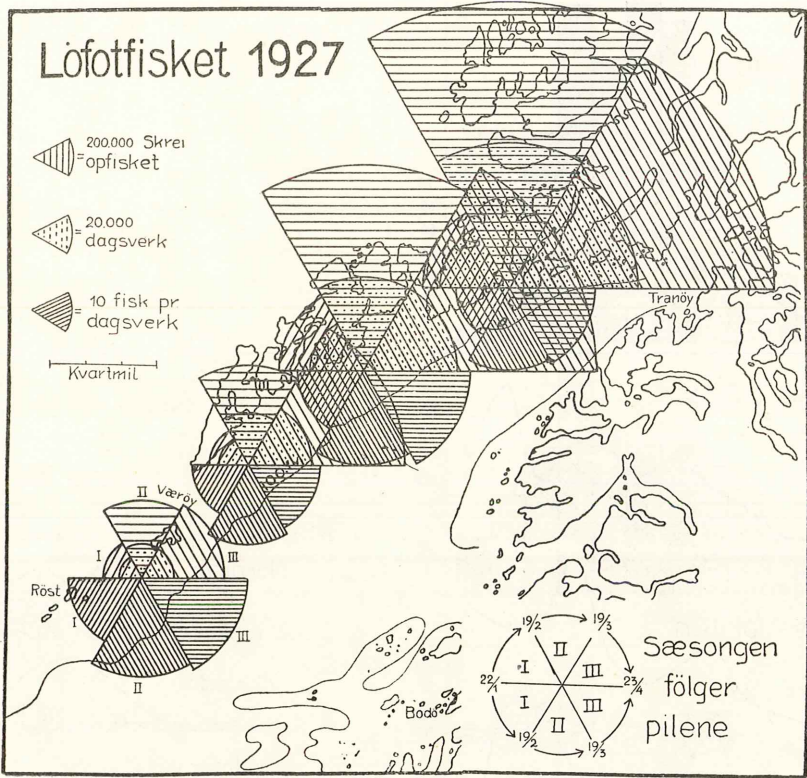 Lofotfisket 1927
200.000 Skrei
= opfisket
= 20,000
dagsverk
= 10 fisk pr
dagsverk
Kvartmil
Tranöy
II Væröy
I
III
Röst
I
III
II
Bodö
19/2 19/3
II
I III
22/1 23/4
I III
II
19/2 19/3
Sæsongen
fölger
pilene